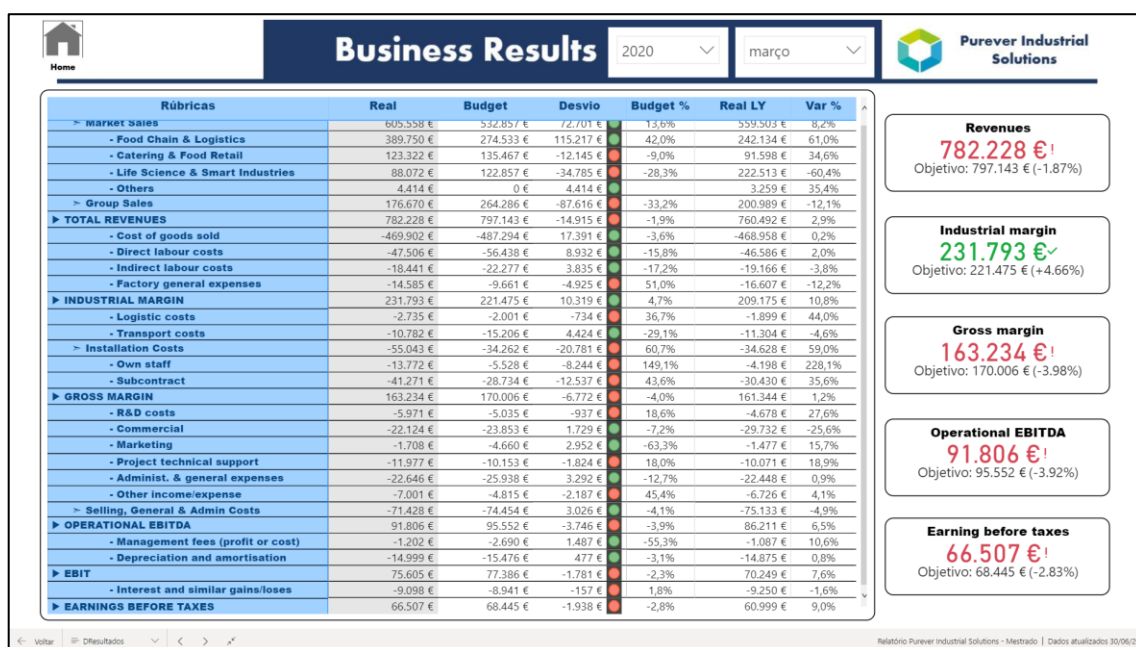 Home
Business Results
2020
março
Purever Industrial
Solutions
Rúbricas Real Budget Desvio Budget % Real LY Var %
➣ Market Sales 605.558 € 532.857 € 72.701 € 13,6% 559.503 € 8,2%
- Food Chain & Logistics 389.750 € 274.533 € 115.217 € 42,0% 242.134 € 61,0%
- Catering & Food Retail 123.322 € 135.467 € -12.145 € -9,0% 91.598 € 34,6%
- Life Science & Smart Industries 88.072 € 122.857 € -34.785 € -28,3% 222.513 € -60,4%
- Others 4.414 € 0 € 4.414 € 3.259 € 35,4%
➣ Group Sales 176.670 € 264.286 € -87.616 € -33,2% 200.989 € -12,1%
▶ TOTAL REVENUES 782.228 € 797.143 € -14.915 € -1,9% 760.492 € 2,9%
- Cost of goods sold -469.902 € -487.294 € 17.391 € -3,6% -468.958 € 0,2%
- Direct labour costs -47.506 € -56.438 € 8.932 € -15,8% -46.586 € 2,0%
- Indirect labour costs -18.441 € -22.277 € 3.835 € -17,2% -19.166 € -3,8%
- Factory general expenses -14.585 € -9.661 € -4.925 € 51,0% -16.607 € -12,2%
▶ INDUSTRIAL MARGIN 231.793 € 221.475 € 10.319 € 4,7% 209.175 € 10,8%
- Logistic costs -2.735 € -2.001 € -734 € 36,7% -1.899 € 44,0%
- Transport costs -10.782 € -15.206 € 4.424 € -29,1% -11.304 € -4,6%
➣ Installation Costs -55.043 € -34.262 € -20.781 € 60,7% -34.628 € 59,0%
- Own staff -13.772 € -5.528 € -8.244 € 149,1% -4.198 € 228,1%
- Subcontract -41.271 € -28.734 € -12.537 € 43,6% -30.430 € 35,6%
▶ GROSS MARGIN 163.234 € 170.006 € -6.772 € -4,0% 161.344 € 1,2%
- R&D costs -5.971 € -5.035 € -937 € 18,6% -4.678 € 27,6%
- Commercial -22.124 € -23.853 € 1.729 € -7,2% -29.732 € -25,6%
- Marketing -1.708 € -4.660 € 2.952 € -63,3% -1.477 € 15,7%
- Project technical support -11.977 € -10.153 € -1.824 € 18,0% -10.071 € 18,9%
- Administ. & general expenses -22.646 € -25.938 € 3.292 € -12,7% -22.448 € 0,9%
- Other income/expense -7.001 € -4.815 € -2.187 € 45,4% -6.726 € 4,1%
➣ Selling, General & Admin Costs -71.428 € -74.454 € 3.026 € -4,1% -75.133 € -4,9%
▶ OPERATIONAL EBITDA 91.806 € 95.552 € -3.746 € -3,9% 86.211 € 6,5%
- Management fees (profit or cost) -1.202 € -2.690 € 1.487 € -55,3% -1.087 € 10,6%
- Depreciation and amortisation -14.999 € -15.476 € 477 € -3,1% -14.875 € 0,8%
▶ EBIT 75.605 € 77.386 € -1.781 € -2,3% 70.249 € 7,6%
- Interest and similar gains/loses -9.098 € -8.941 € -157 € 1,8% -9.250 € -1,6%
▶ EARNINGS BEFORE TAXES 66.507 € 68.445 € -1.938 € -2,8% 60.999 € 9,0%
Revenues
782.228 €!
Objetivo: 797.143 € (-1.87%)
Industrial margin
231.793 €✓
Objetivo: 221.475 € (+4.66%)
Gross margin
163.234 €!
Objetivo: 170.006 € (-3.98%)
Operational EBITDA
91.806 €!
Objetivo: 95.552 € (-3.92%)
Earning before taxes
66.507 €!
Objetivo: 68.445 € (-2.83%)
Voltar DResultados
Relatório Purever Industrial Solutions - Mestrado | Dados atualizados 30/06/2